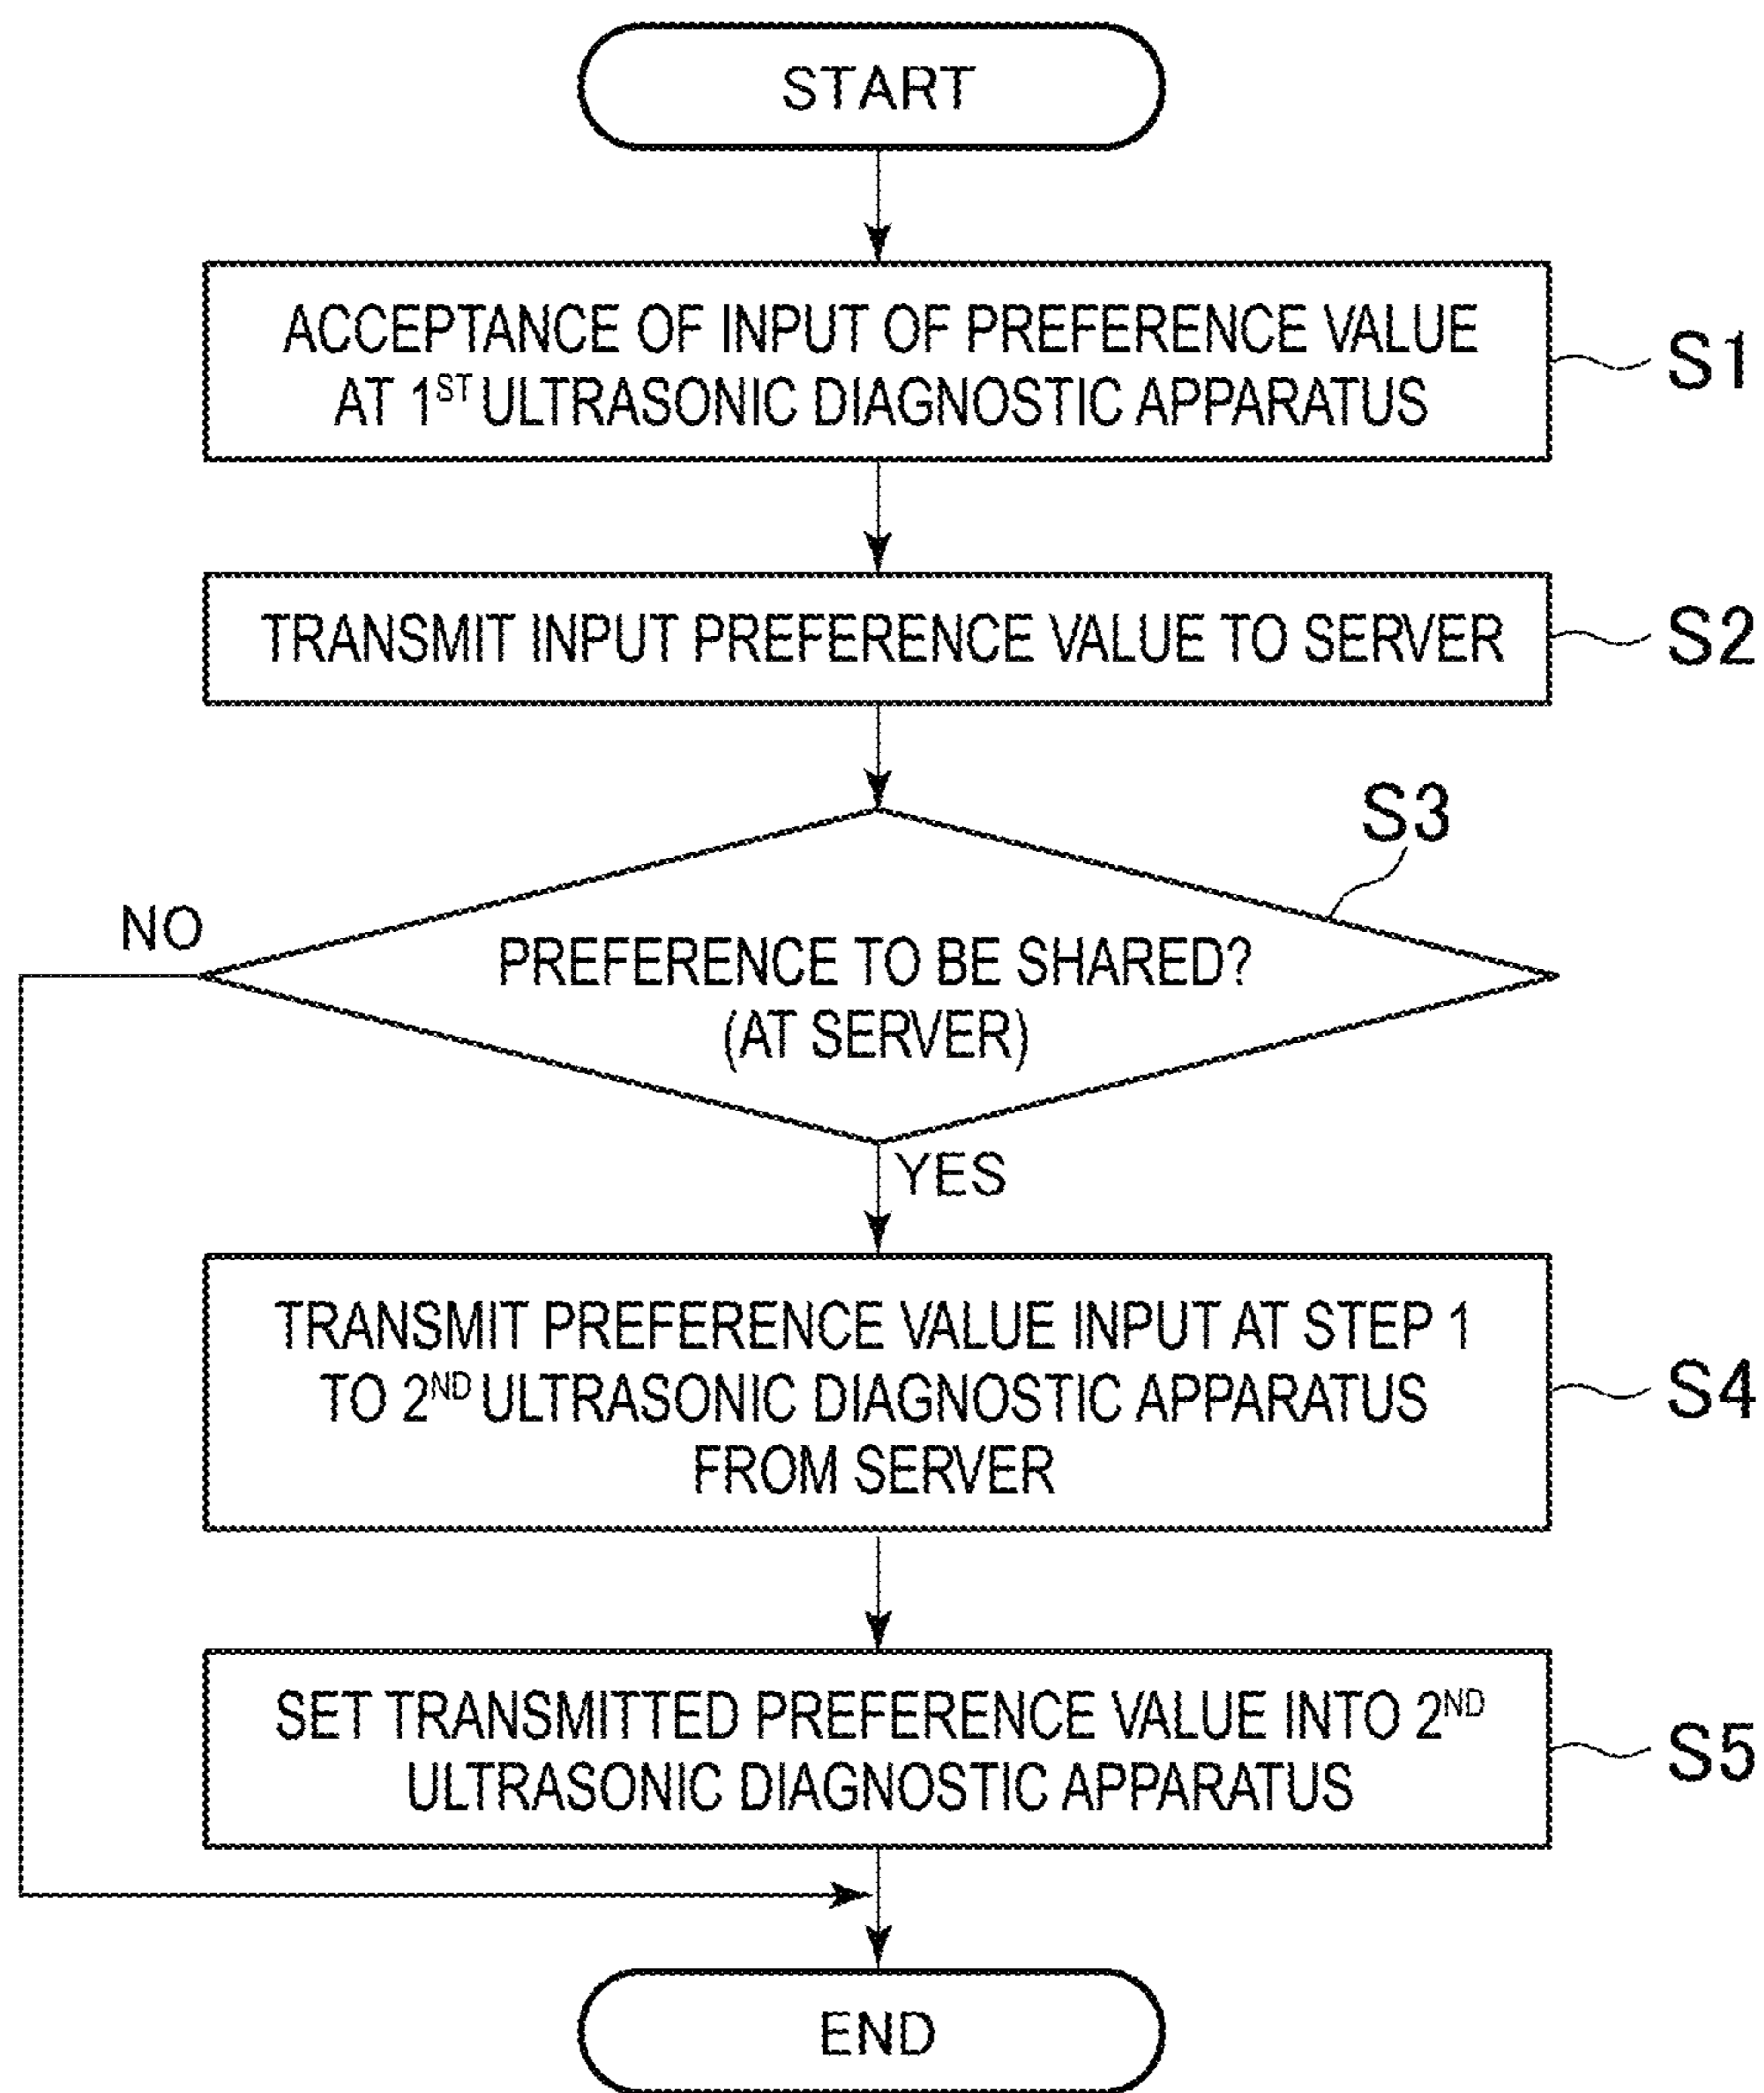 START
ACCEPTANCE OF INPUT OF PREFERENCE VALUE
AT 1ST ULTRASONIC DIAGNOSTIC APPARATUS
S1
TRANSMIT INPUT PREFERENCE VALUE TO SERVER
S2
S3
NO
PREFERENCE TO BE SHARED?
(AT SERVER)
YES
TRANSMIT PREFERENCE VALUE INPUT AT STEP 1
TO 2ND ULTRASONIC DIAGNOSTIC APPARATUS
FROM SERVER
S4
SET TRANSMITTED PREFERENCE VALUE INTO 2ND
ULTRASONIC DIAGNOSTIC APPARATUS
S5
END